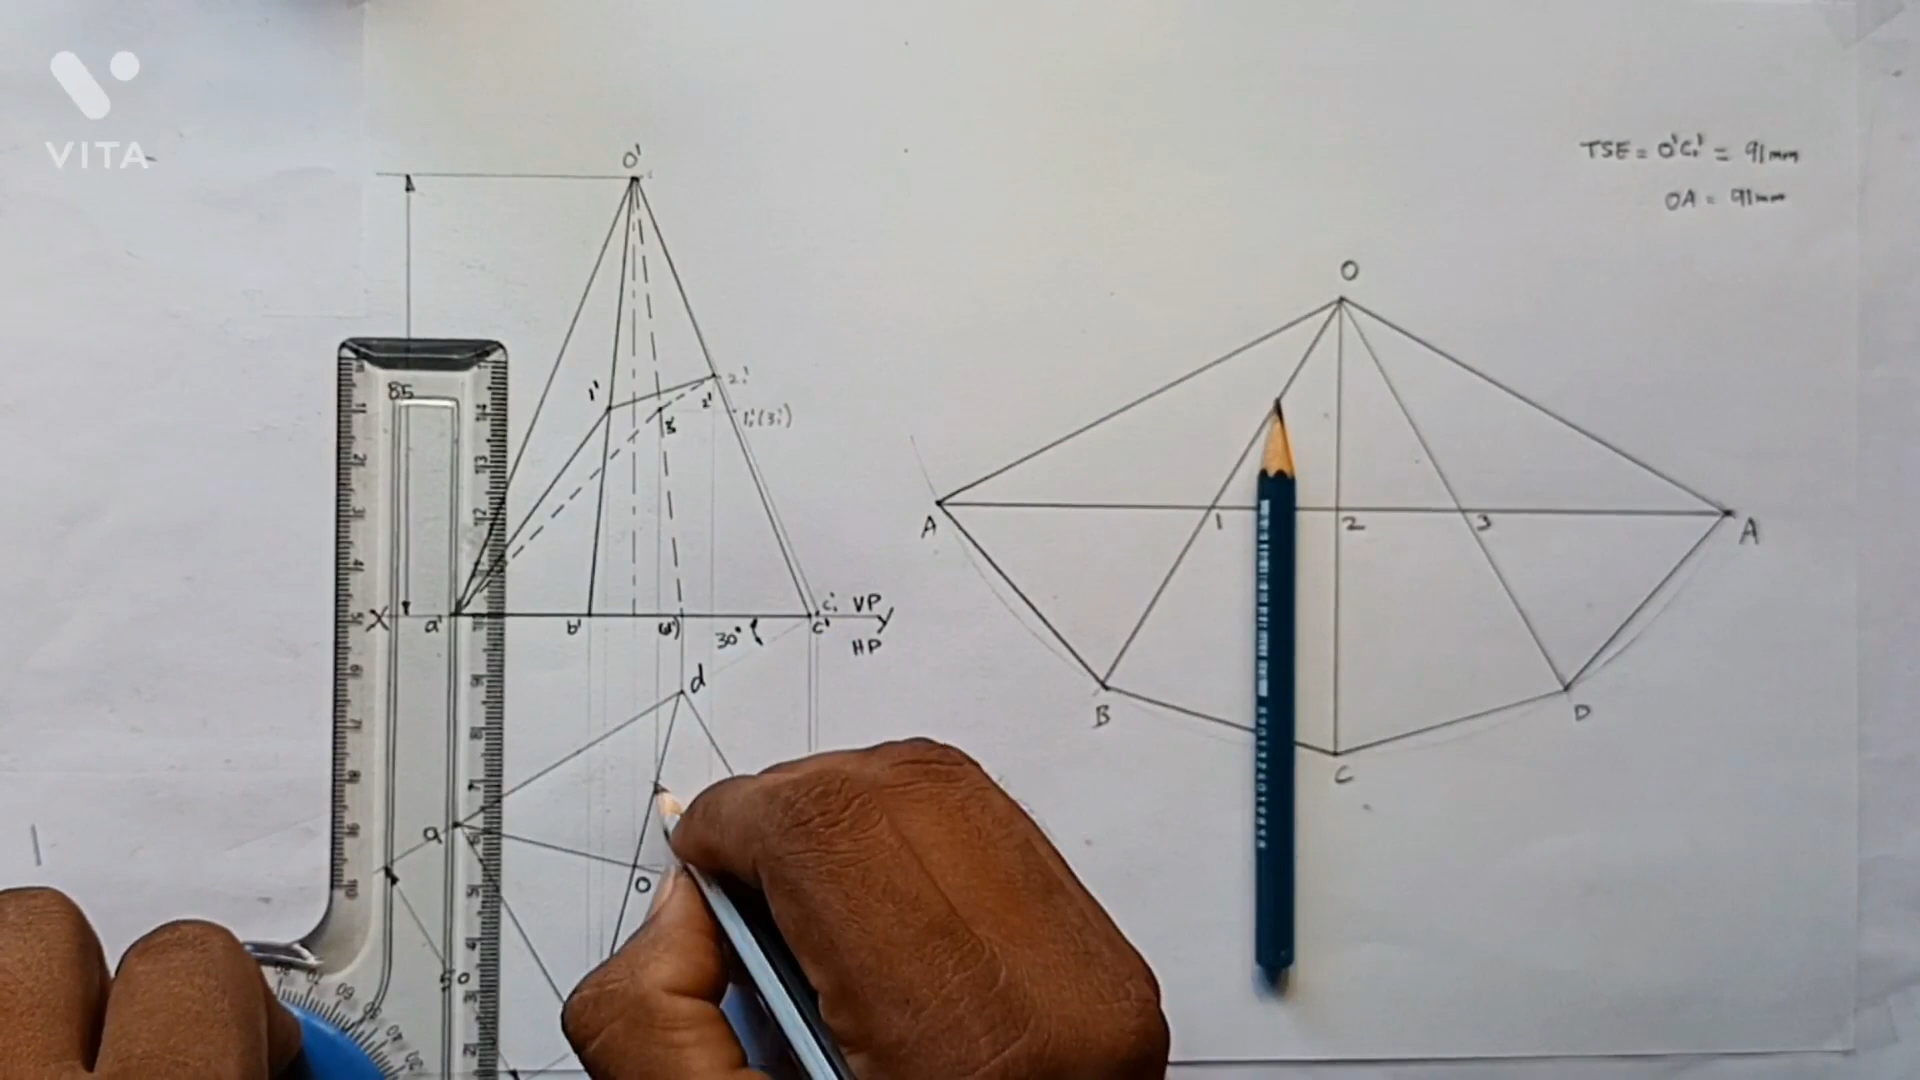 VITA
TSE = O'C₁' = 91mm
OA = 91mm
O'
O
1'
2₁'
2'
1₁'(3₁')
3'
85
A
1
2
3
A
X
a'
b'
(d')
30°
c₁'
c'
VP
Y
HP
d
B
D
C
a
o
50